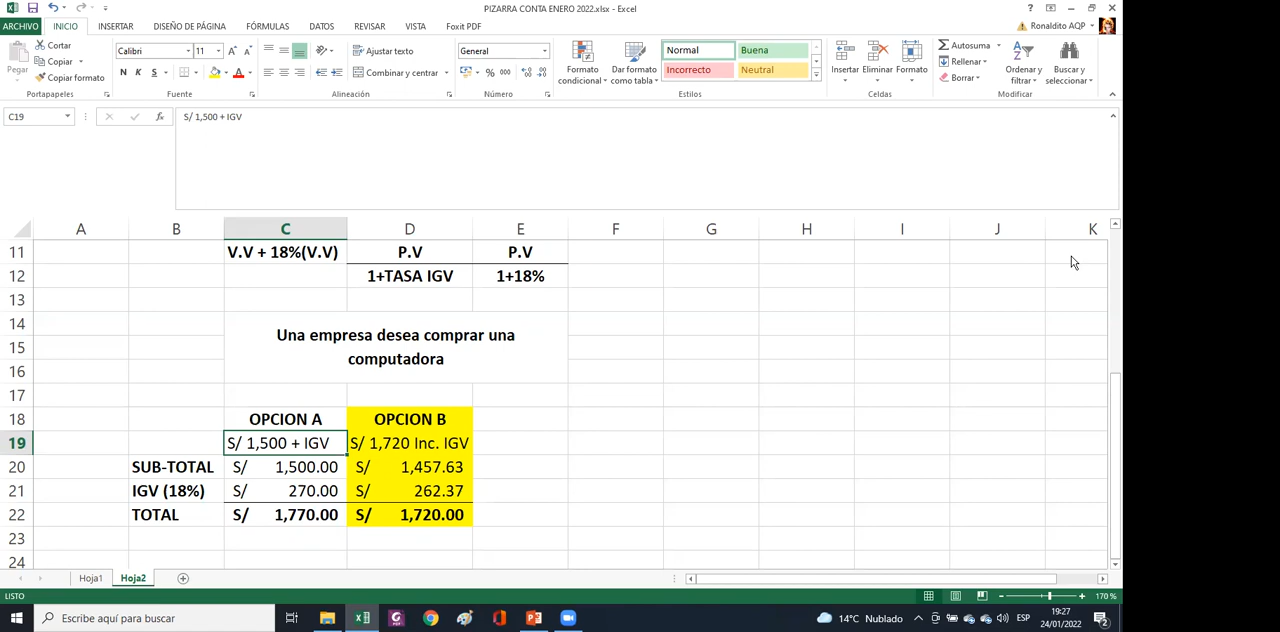 PIZARRA CONTA ENERO 2022.xlsx - Excel
ARCHIVO INICIO INSERTAR DISEÑO DE PÁGINA FÓRMULAS DATOS REVISAR VISTA Foxit PDF Ronaldito AQP
Pegar
Cortar
Copiar
Copiar formato
Portapapeles
Calibri 11
N K S
Fuente
Ajustar texto
Combinar y centrar
Alineación
General
% 000
Número
Formato condicional
Dar formato como tabla
Normal Buena
Incorrecto Neutral
Estilos
Insertar Eliminar Formato
Celdas
Autosuma
Rellenar
Borrar
Ordenar y filtrar
Buscar y seleccionar
Modificar
C19 fx S/ 1,500 + IGV
A B C D E F G H I J K
11 V.V + 18%(V.V) P.V P.V
12 1+TASA IGV 1+18%
13
14 Una empresa desea comprar una
15 computadora
16
17
18 OPCION A OPCION B
19 S/ 1,500 + IGV S/ 1,720 Inc. IGV
20 SUB-TOTAL S/ 1,500.00 S/ 1,457.63
21 IGV (18%) S/ 270.00 S/ 262.37
22 TOTAL S/ 1,770.00 S/ 1,720.00
23
24
Hoja1 Hoja2
LISTO 170 %
Escribe aquí para buscar
14°C Nublado ESP
19:27
24/01/2022
2